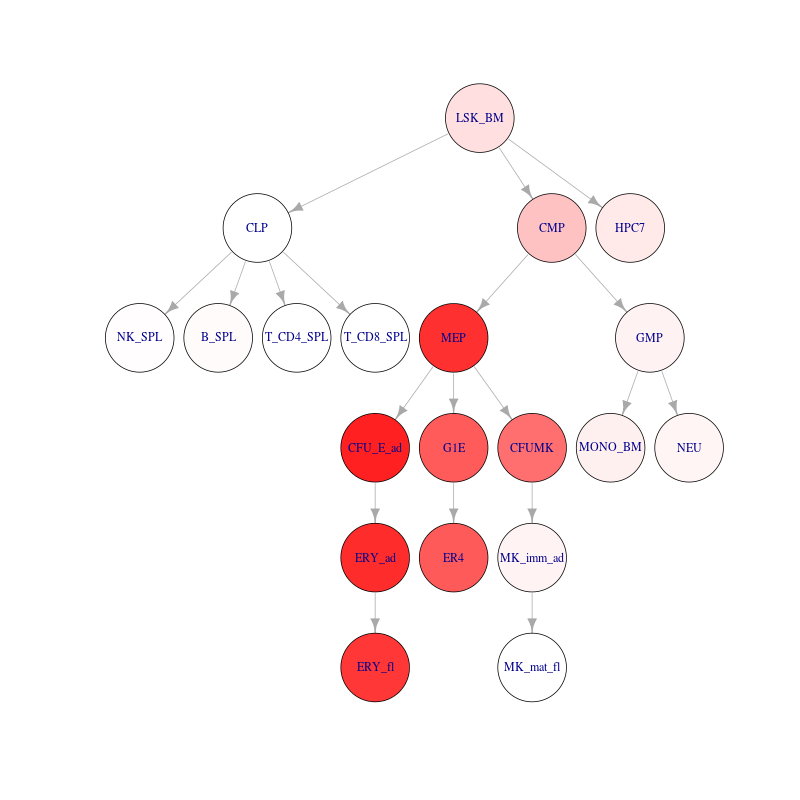 LSK_BM
CLP
CMP
HPC7
NK_SPL
B_SPL
T_CD4_SPL
T_CD8_SPL
MEP
GMP
CFU_E_ad
G1E
CFUMK
MONO_BM
NEU
ERY_ad
ER4
MK_imm_ad
ERY_fl
MK_mat_fl